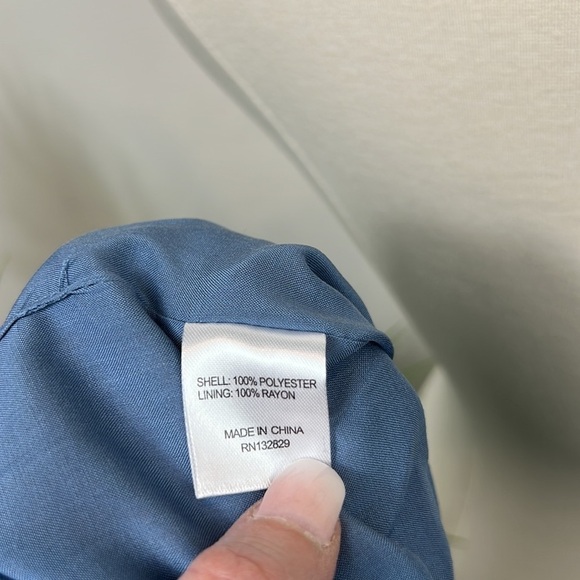 SHELL: 100% POLYESTER
LINING: 100% RAYON
MADE IN CHINA
RN132829